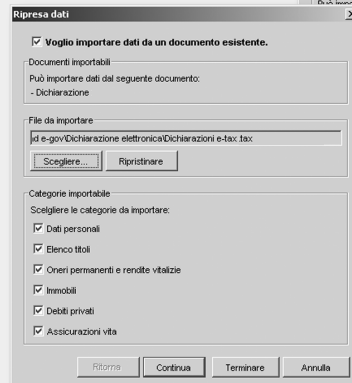 Ripresa dati
Voglio importare dati da un documento esistente.
Documenti importabili
Può importare dati dal seguente documento:
- Dichiarazione
File da importare
d e-gov\Dichiarazione elettronica\Dichiarazioni e-tax.tax
Scegliere...
Ripristinare
Categorie importabile
Scelgliere le categorie da importare:
Dati personali
Elenco titoli
Oneri permanenti e rendite vitalizie
Immobili
Debiti privati
Assicurazioni vita
Ritorna
Continua
Terminare
Annulla